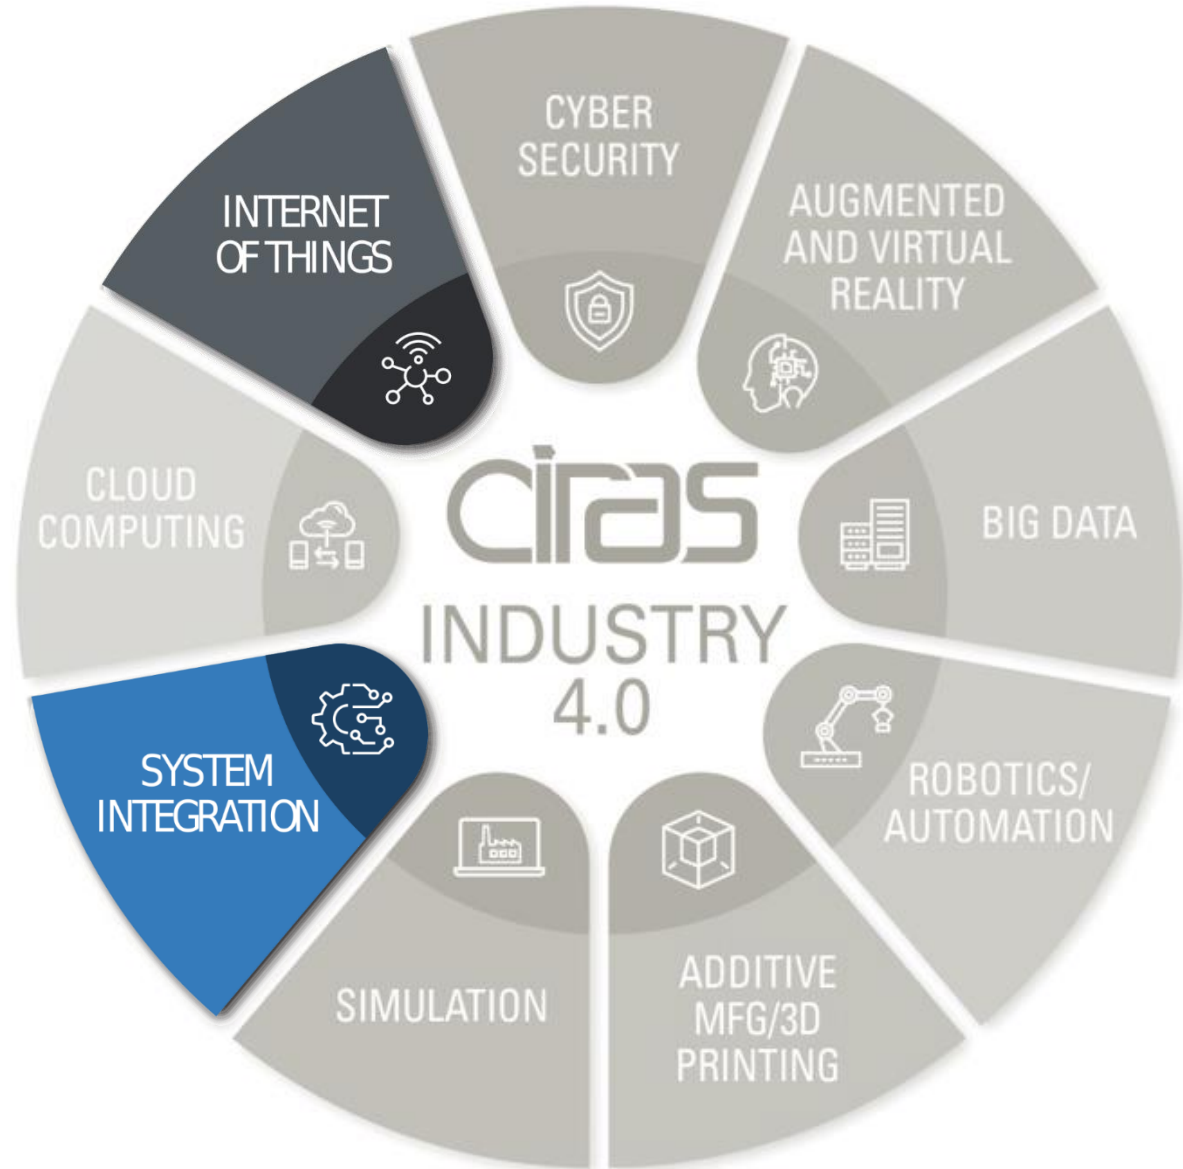 CYBER
SECURITY
AUGMENTED
AND VIRTUAL
REALITY
BIG DATA
ROBOTICS/
AUTOMATION
ADDITIVE
MFG/3D
PRINTING
SIMULATION
SYSTEM
INTEGRATION
CLOUD
COMPUTING
INTERNET
OF THINGS
CIRAS
INDUSTRY
4.0